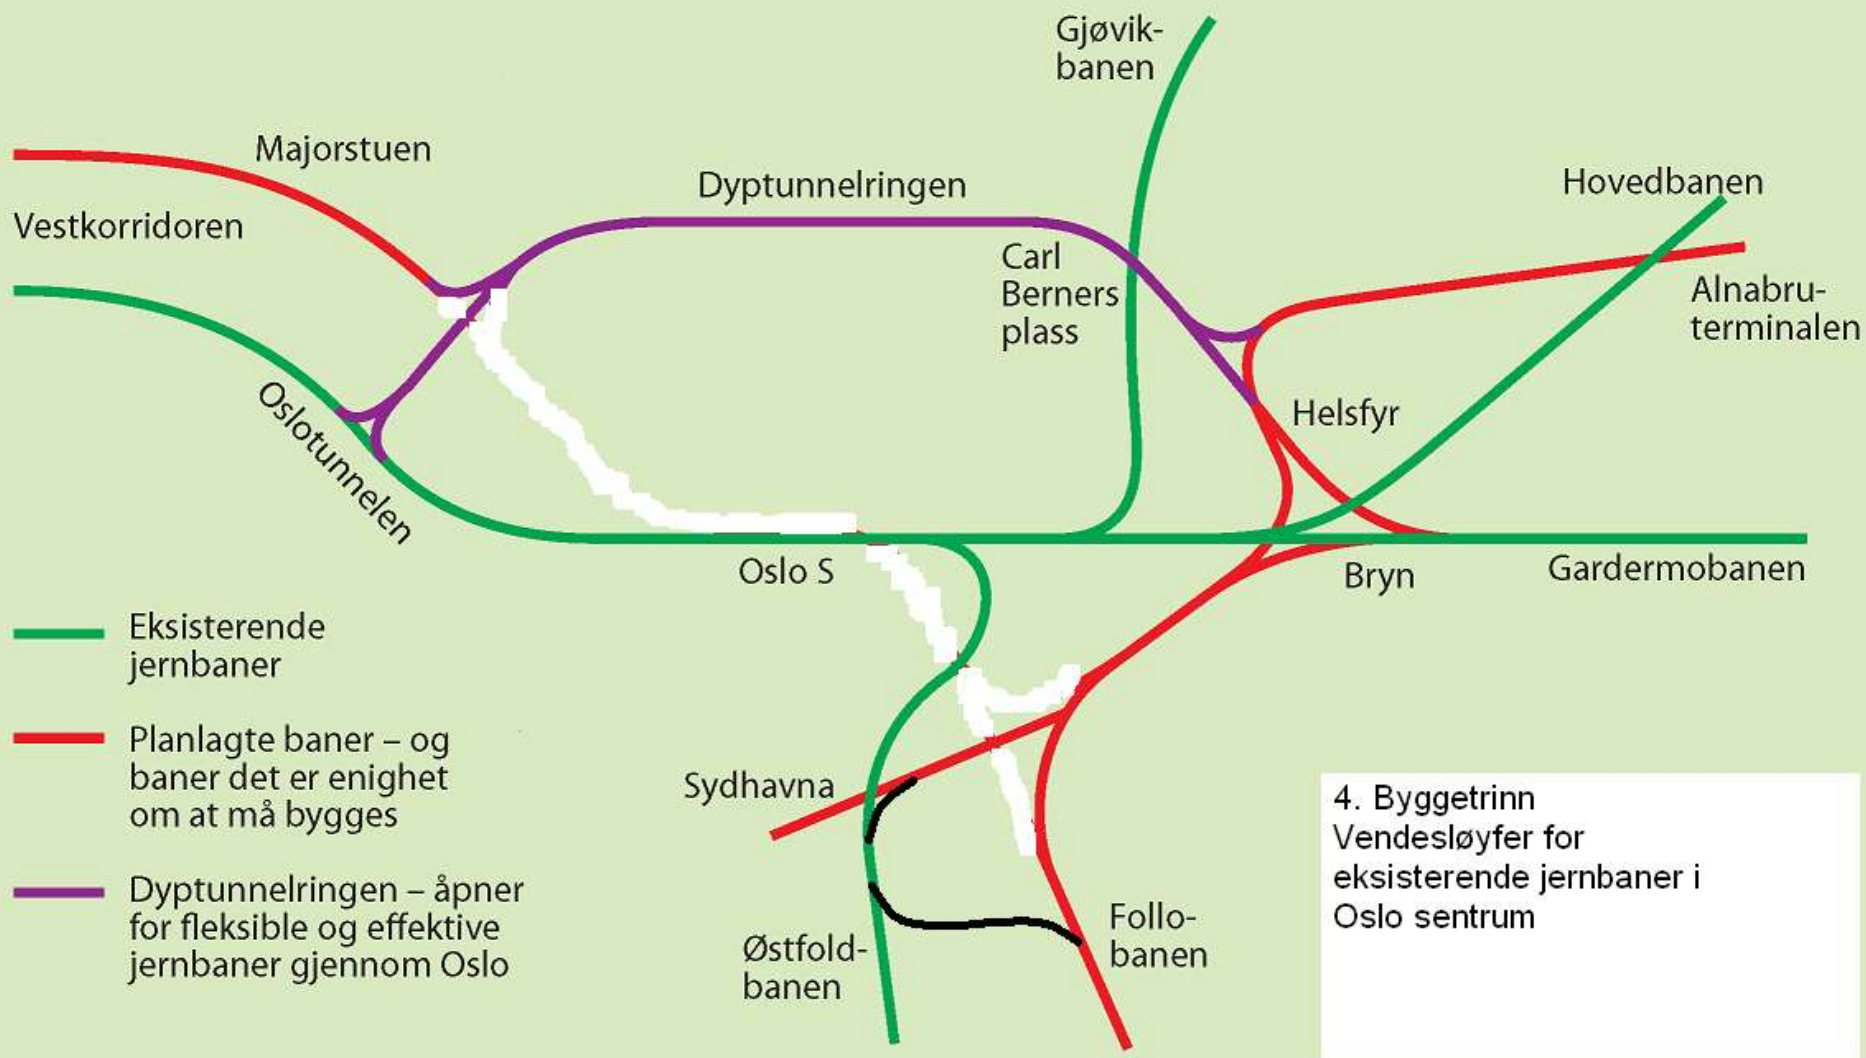 Gjøvik-
banen
Majorstuen
Dyptunnelringen
Hovedbanen
Vestkorridoren
Carl
Berners
plass
Alnabru-
terminalen
Oslotunnelen
Helsfyr
Oslo S
Bryn
Gardermobanen
Eksisterende
jernbaner
Planlagte baner – og
baner det er enighet
om at må bygges
Sydhavna
Dyptunnelringen – åpner
for fleksible og effektive
jernbaner gjennom Oslo
Østfold-
banen
Follo-
banen
4. Byggetrinn
Vendesløyfer for
eksisterende jernbaner i
Oslo sentrum